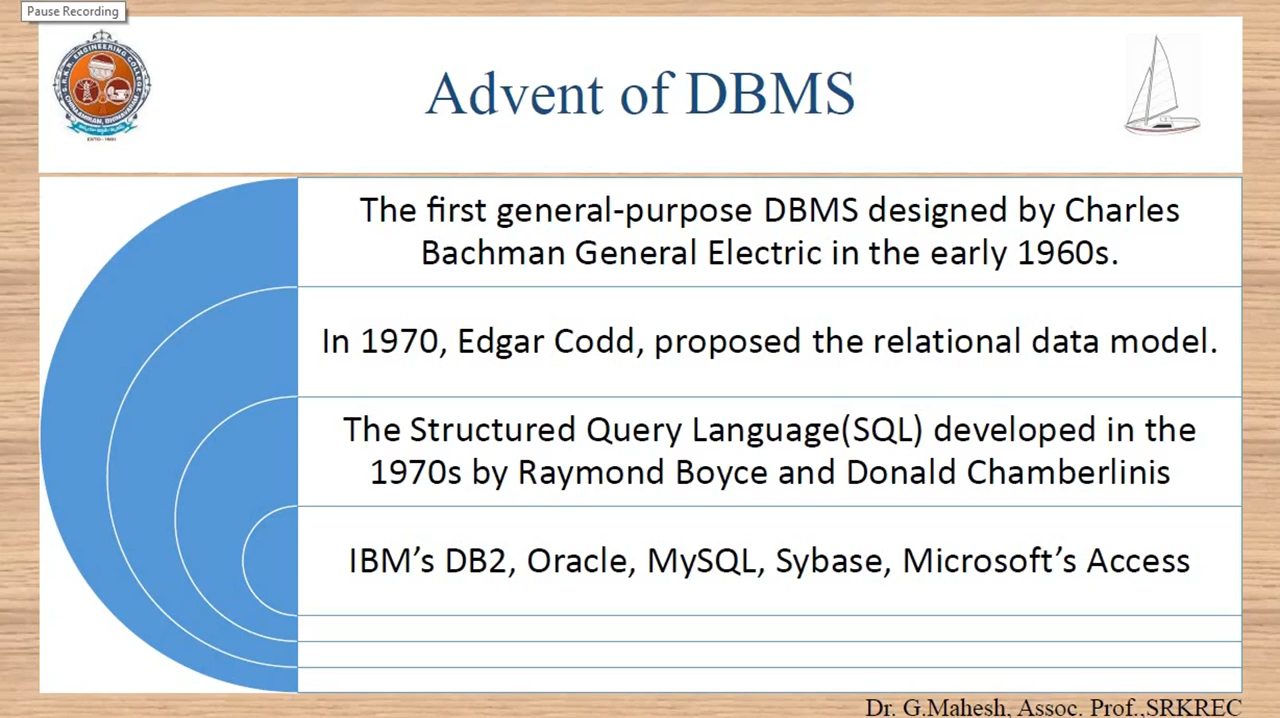 Pause Recording
Advent of DBMS
The first general-purpose DBMS designed by Charles
Bachman General Electric in the early 1960s.
In 1970, Edgar Codd, proposed the relational data model.
The Structured Query Language(SQL) developed in the
1970s by Raymond Boyce and Donald Chamberlinis
IBM’s DB2, Oracle, MySQL, Sybase, Microsoft’s Access
Dr. G.Mahesh, Assoc. Prof.,SRKREC